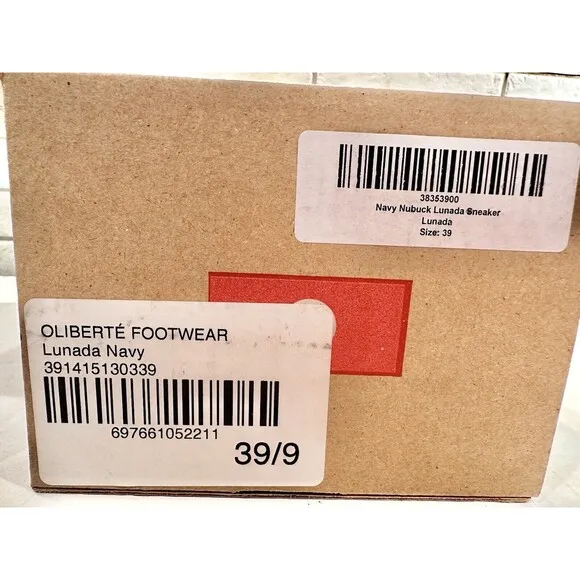 38353900
Navy Nubuck Lunada Sneaker
Lunada
Size: 39
OLIBERTÉ FOOTWEAR
Lunada Navy
391415130339
697661052211
39/9